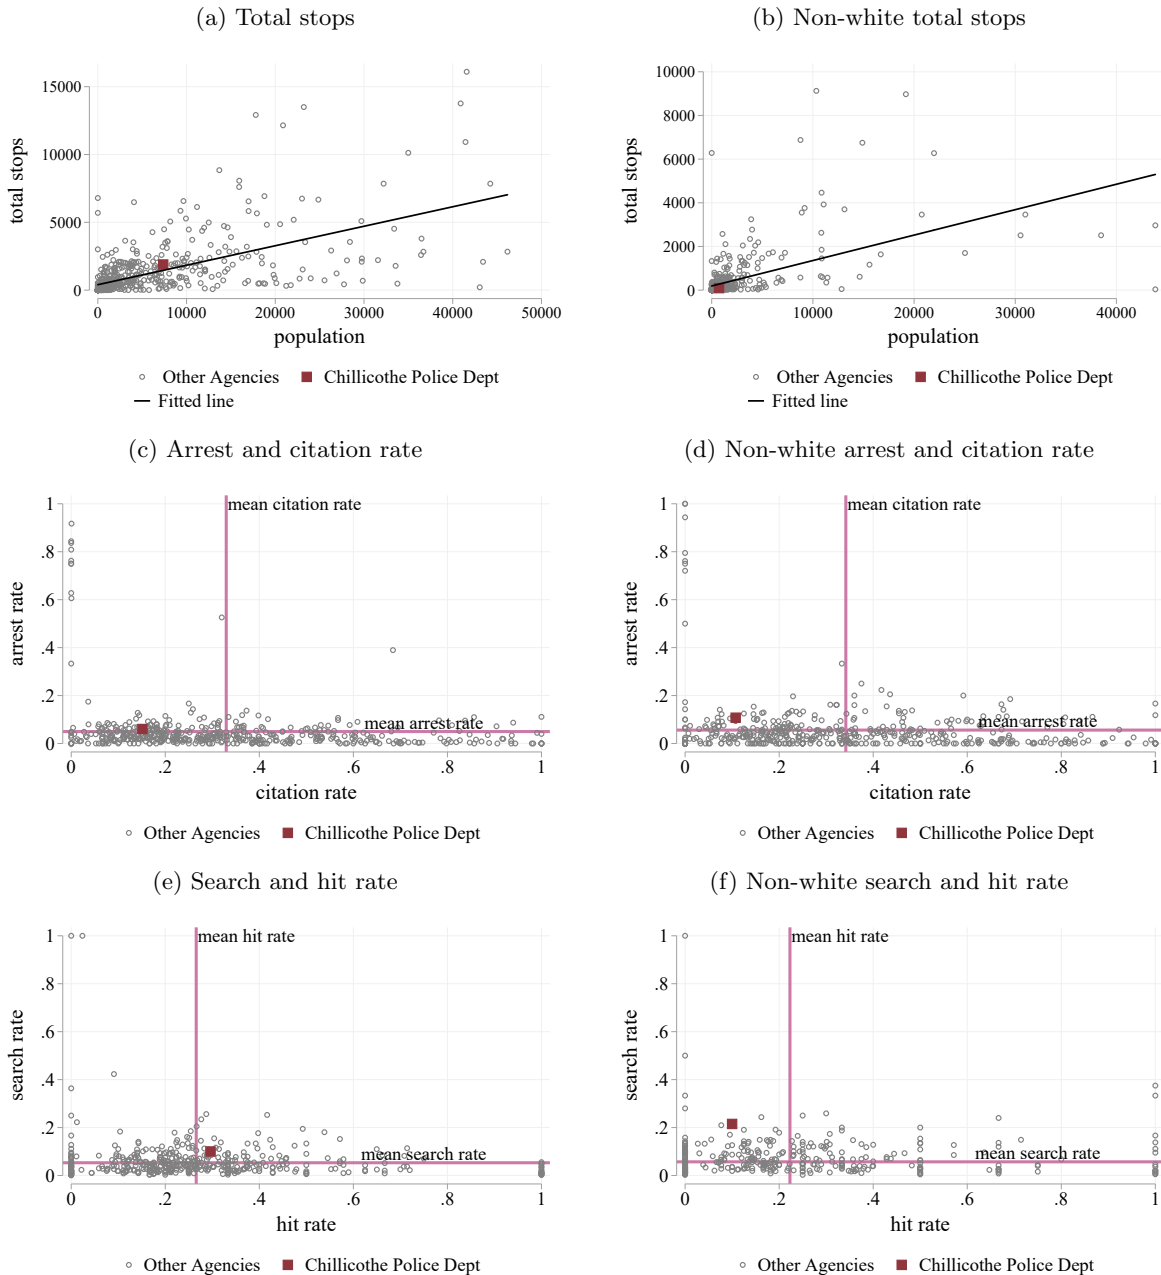 (a) Total stops
(b) Non-white total stops
total stops
15000
10000
5000
0
0 10000 20000 30000 40000 50000
population
Other Agencies Chillicothe Police Dept
Fitted line
total stops
10000
8000
6000
4000
2000
0
0 10000 20000 30000 40000
population
Other Agencies Chillicothe Police Dept
Fitted line
(c) Arrest and citation rate
(d) Non-white arrest and citation rate
arrest rate
1
.8
.6
.4
.2
0
mean citation rate
mean arrest rate
0 .2 .4 .6 .8 1
citation rate
Other Agencies Chillicothe Police Dept
arrest rate
1
.8
.6
.4
.2
0
mean citation rate
mean arrest rate
0 .2 .4 .6 .8 1
citation rate
Other Agencies Chillicothe Police Dept
(e) Search and hit rate
(f) Non-white search and hit rate
search rate
1
.8
.6
.4
.2
0
mean hit rate
mean search rate
0 .2 .4 .6 .8 1
hit rate
Other Agencies Chillicothe Police Dept
search rate
1
.8
.6
.4
.2
0
mean hit rate
mean search rate
0 .2 .4 .6 .8 1
hit rate
Other Agencies Chillicothe Police Dept